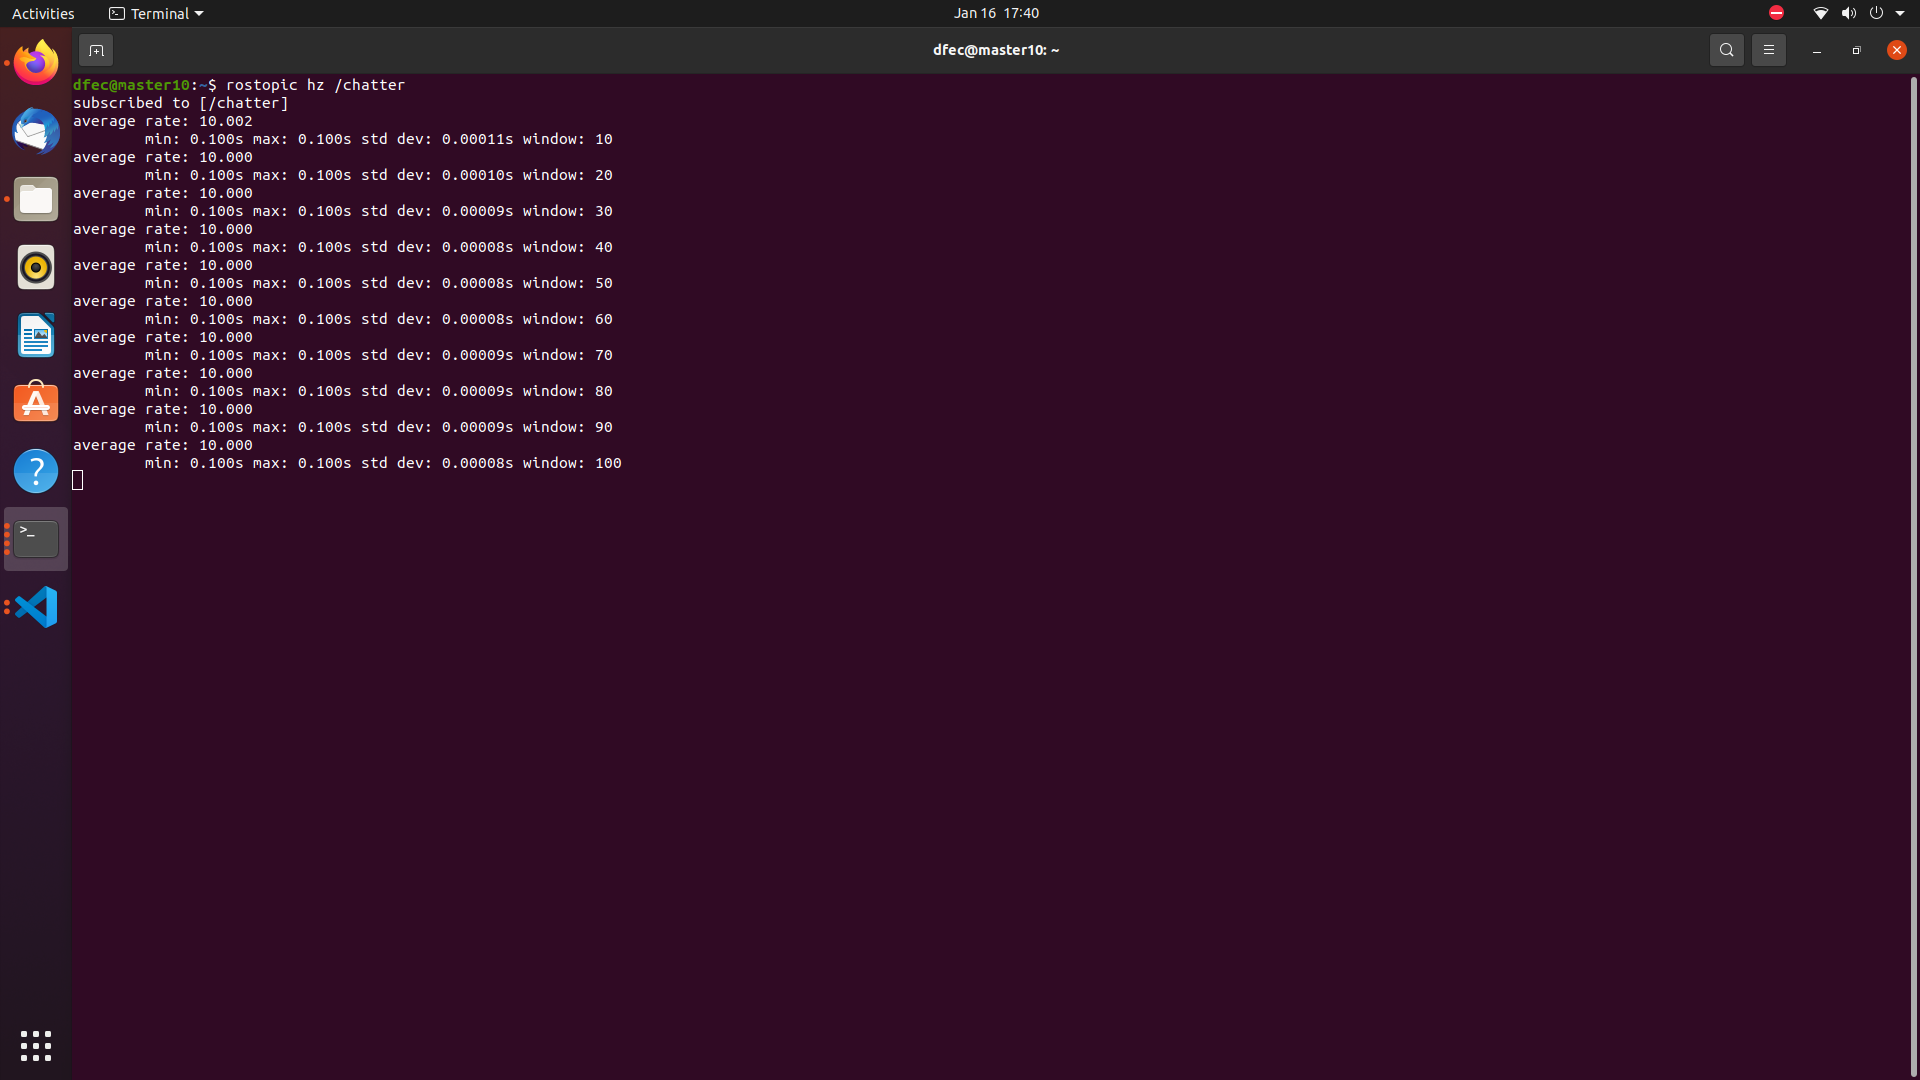 Activities Terminal Jan 16 17:40
dfec@master10: ~
dfec@master10:~$ rostopic hz /chatter
subscribed to [/chatter]
average rate: 10.002
min: 0.100s max: 0.100s std dev: 0.00011s window: 10
average rate: 10.000
min: 0.100s max: 0.100s std dev: 0.00010s window: 20
average rate: 10.000
min: 0.100s max: 0.100s std dev: 0.00009s window: 30
average rate: 10.000
min: 0.100s max: 0.100s std dev: 0.00008s window: 40
average rate: 10.000
min: 0.100s max: 0.100s std dev: 0.00008s window: 50
average rate: 10.000
min: 0.100s max: 0.100s std dev: 0.00008s window: 60
average rate: 10.000
min: 0.100s max: 0.100s std dev: 0.00009s window: 70
average rate: 10.000
min: 0.100s max: 0.100s std dev: 0.00009s window: 80
average rate: 10.000
min: 0.100s max: 0.100s std dev: 0.00009s window: 90
average rate: 10.000
min: 0.100s max: 0.100s std dev: 0.00008s window: 100